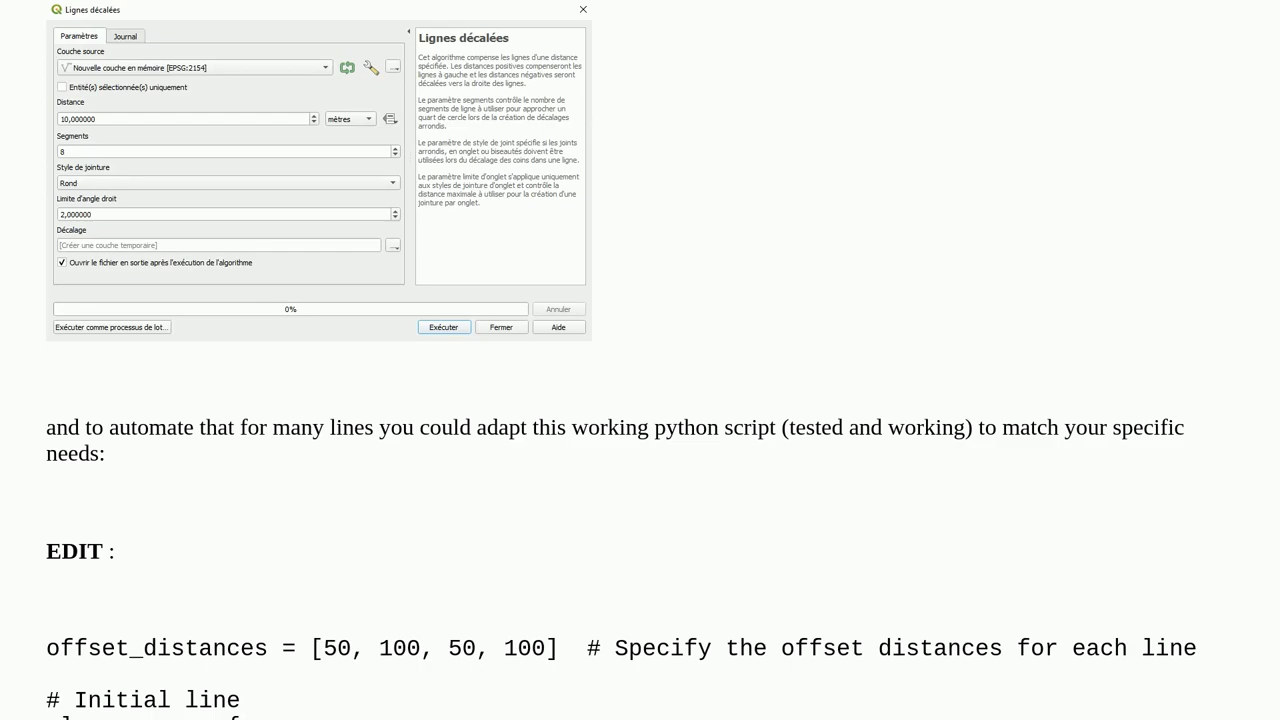 Lignes décalées
Paramètres
Journal
Couche source
Nouvelle couche en mémoire [EPSG:2154]
Entité(s) sélectionnée(s) uniquement
Distance
10,000000
mètres
Segments
8
Style de jointure
Rond
Limite d'angle droit
2,000000
Décalage
[Créer une couche temporaire]
Ouvrir le fichier en sortie après l'exécution de l'algorithme
Lignes décalées
Cet algorithme compense les lignes d'une distance
spécifiée. Les distances positives compenseront les
lignes à gauche et les distances négatives seront
décalées vers la droite des lignes.
Le paramètre segments contrôle le nombre de
segments de ligne à utiliser pour approcher un
quart de cercle lors de la création de décalages
arrondis.
Le paramètre de style de joint spécifie si les joints
arrondis, en onglet ou biseautés doivent être
utilisées lors du décalage des coins dans une ligne.
Le paramètre limite d'onglet s'applique uniquement
aux styles de jointure d'onglet et contrôle la
distance maximale à utiliser pour la création d'une
jointure par onglet.
0%
Annuler
Exécuter comme processus de lot...
Exécuter
Fermer
Aide
and to automate that for many lines you could adapt this working python script (tested and working) to match your specific
needs:
EDIT :
offset_distances = [50, 100, 50, 100]  # Specify the offset distances for each line
# Initial line